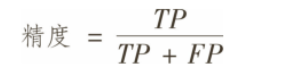 精度 = TP / (TP + FP)